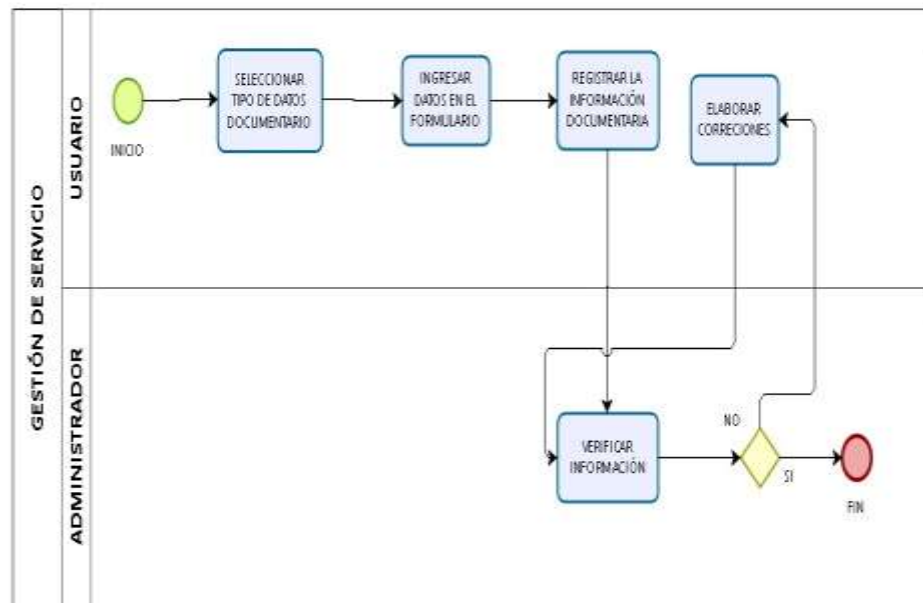 GESTIÓN DE SERVICIO
USUARIO
INICIO
SELECCIONAR
TIPO DE DATOS
DOCUMENTARIO
INGRESAR
DATOS EN EL
FORMULARIO
REGISTRAR LA
INFORMACIÓN
DOCUMENTARIA
ELABORAR
CORRECIONES
ADMINISTRADOR
VERIFICAR
INFORMACIÓN
NO
SI
FIN